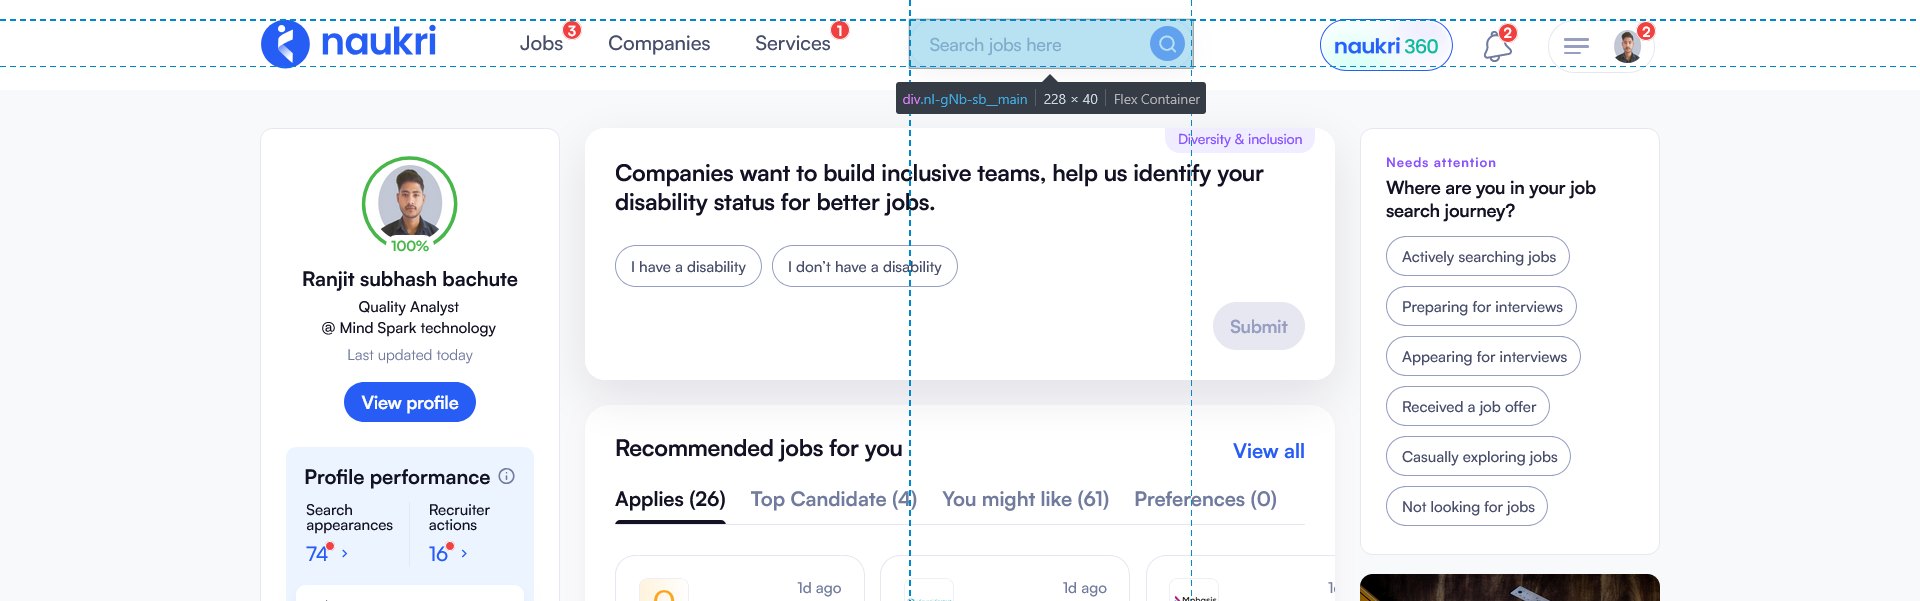 naukri
Jobs
3
Companies
Services
1
Search jobs here
naukri 360
2
2
div.nl-gNb-sb__main
228 × 40
Flex Container
100%
Ranjit subhash bachute
Quality Analyst
@ Mind Spark technology
Last updated today
View profile
Profile performance
Search
appearances
74
Recruiter
actions
16
Diversity & inclusion
Companies want to build inclusive teams, help us identify your
disability status for better jobs.
I have a disability
I don't have a disability
Submit
Recommended jobs for you
View all
Applies (26)
Top Candidate (4)
You might like (61)
Preferences (0)
1d ago
1d ago
Mphasis
Needs attention
Where are you in your job
search journey?
Actively searching jobs
Preparing for interviews
Appearing for interviews
Received a job offer
Casually exploring jobs
Not looking for jobs